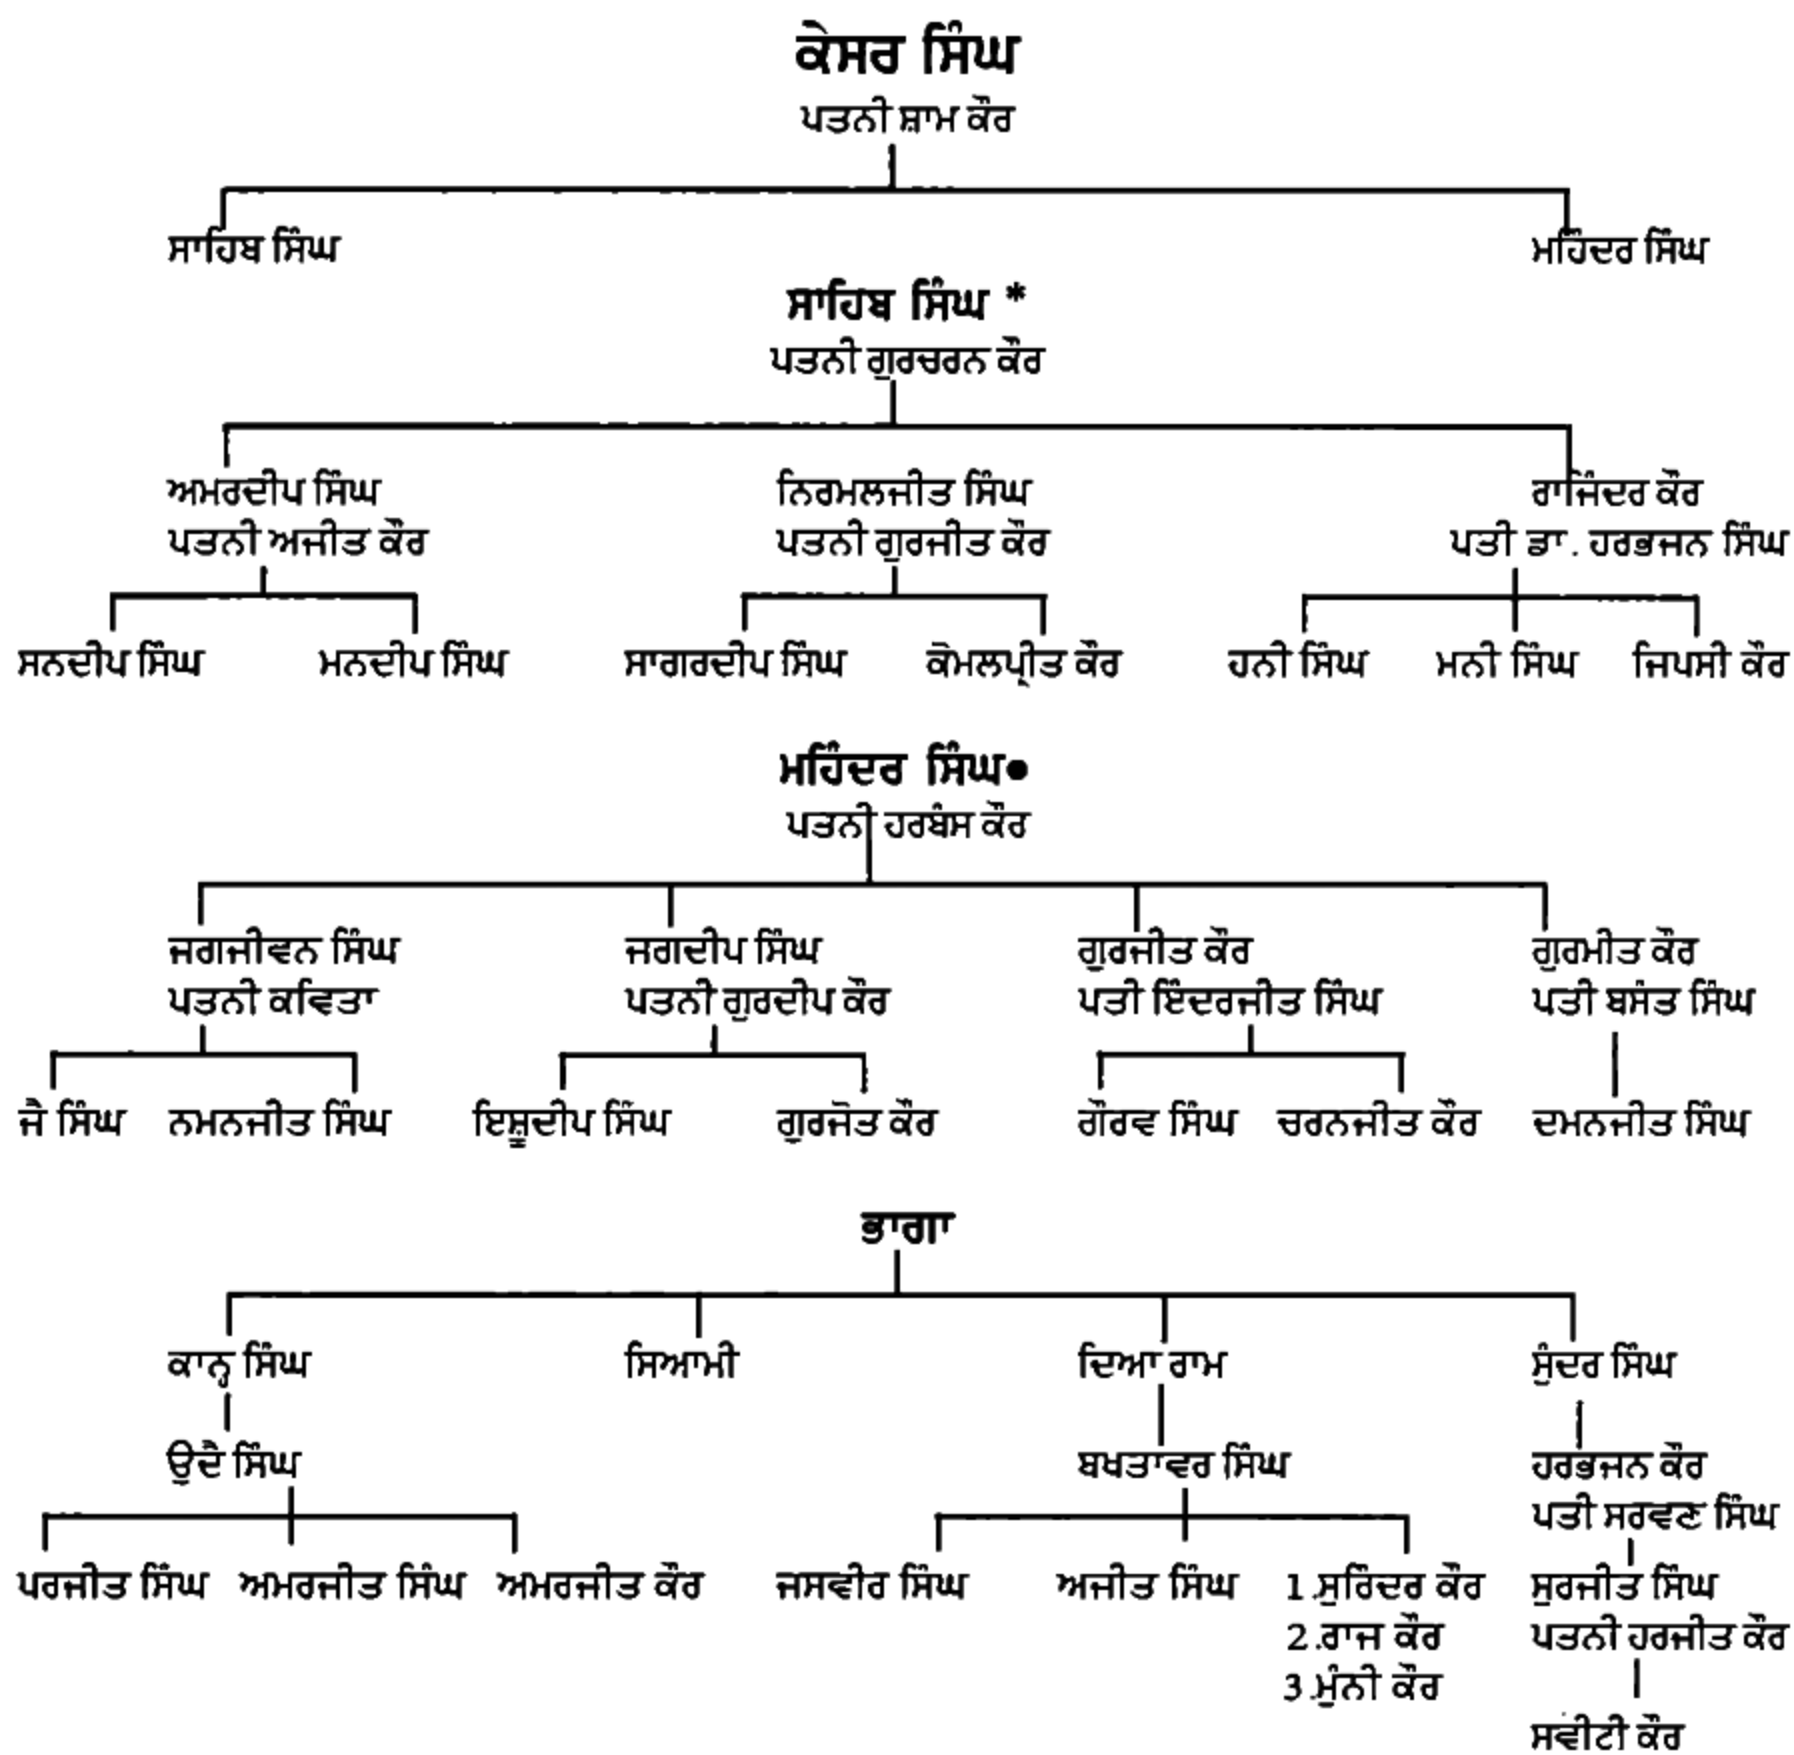 ਕੇਸਰ ਸਿੰਘ
ਪਤਨੀ ਸ਼ਾਮ ਕੌਰ
ਸਾਹਿਬ ਸਿੰਘ ਮਹਿੰਦਰ ਸਿੰਘ
ਸਾਹਿਬ ਸਿੰਘ *
ਪਤਨੀ ਗੁਰਚਰਨ ਕੌਰ
ਅਮਰਦੀਪ ਸਿੰਘ ਨਿਰਮਲਜੀਤ ਸਿੰਘ ਰਾਜਿੰਦਰ ਕੌਰ
ਪਤਨੀ ਅਜੀਤ ਕੌਰ ਪਤਨੀ ਗੁਰਜੀਤ ਕੌਰ ਪਤੀ ਡਾ. ਹਰਭਜਨ ਸਿੰਘ
ਸਨਦੀਪ ਸਿੰਘ ਮਨਦੀਪ ਸਿੰਘ ਸਾਗਰਦੀਪ ਸਿੰਘ ਕੋਮਲਪ੍ਰੀਤ ਕੌਰ ਹਨੀ ਸਿੰਘ ਮਨੀ ਸਿੰਘ ਜਿਪਸੀ ਕੌਰ
ਮਹਿੰਦਰ ਸਿੰਘ●
ਪਤਨੀ ਹਰਬੰਸ ਕੌਰ
ਜਗਜੀਵਨ ਸਿੰਘ ਜਗਦੀਪ ਸਿੰਘ ਗੁਰਜੀਤ ਕੌਰ ਗੁਰਮੀਤ ਕੌਰ
ਪਤਨੀ ਕਵਿਤਾ ਪਤਨੀ ਗੁਰਦੀਪ ਕੌਰ ਪਤੀ ਇੰਦਰਜੀਤ ਸਿੰਘ ਪਤੀ ਬਸੰਤ ਸਿੰਘ
ਜੈ ਸਿੰਘ ਨਮਨਜੀਤ ਸਿੰਘ ਇਸ਼ੂਦੀਪ ਸਿੰਘ ਗੁਰਜੋਤ ਕੌਰ ਗੌਰਵ ਸਿੰਘ ਚਰਨਜੀਤ ਕੌਰ ਦਮਨਜੀਤ ਸਿੰਘ
ਭਾਗਾ
ਕਾਨ੍ਹ ਸਿੰਘ ਸਿਆਮੀ ਦਿਆ ਰਾਮ ਸੁੰਦਰ ਸਿੰਘ
ਉਦੈ ਸਿੰਘ ਬਖਤਾਵਰ ਸਿੰਘ ਹਰਭਜਨ ਕੌਰ
ਪਤੀ ਸਰਵਣ ਸਿੰਘ
ਪਰਜੀਤ ਸਿੰਘ ਅਮਰਜੀਤ ਸਿੰਘ ਅਮਰਜੀਤ ਕੌਰ ਜਸਵੀਰ ਸਿੰਘ ਅਜੀਤ ਸਿੰਘ 1.ਸੁਰਿੰਦਰ ਕੌਰ ਸੁਰਜੀਤ ਸਿੰਘ
2.ਰਾਜ ਕੌਰ ਪਤਨੀ ਹਰਜੀਤ ਕੌਰ
3.ਮੁੰਨੀ ਕੌਰ
ਸਵੀਟੀ ਕੌਰ